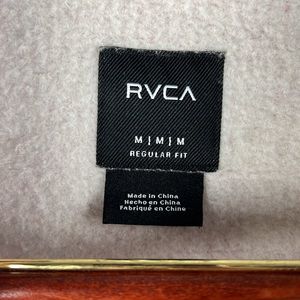 RVCA
M | M | M
REGULAR FIT
Made in China
Hecho en China
Fabriqué en Chine